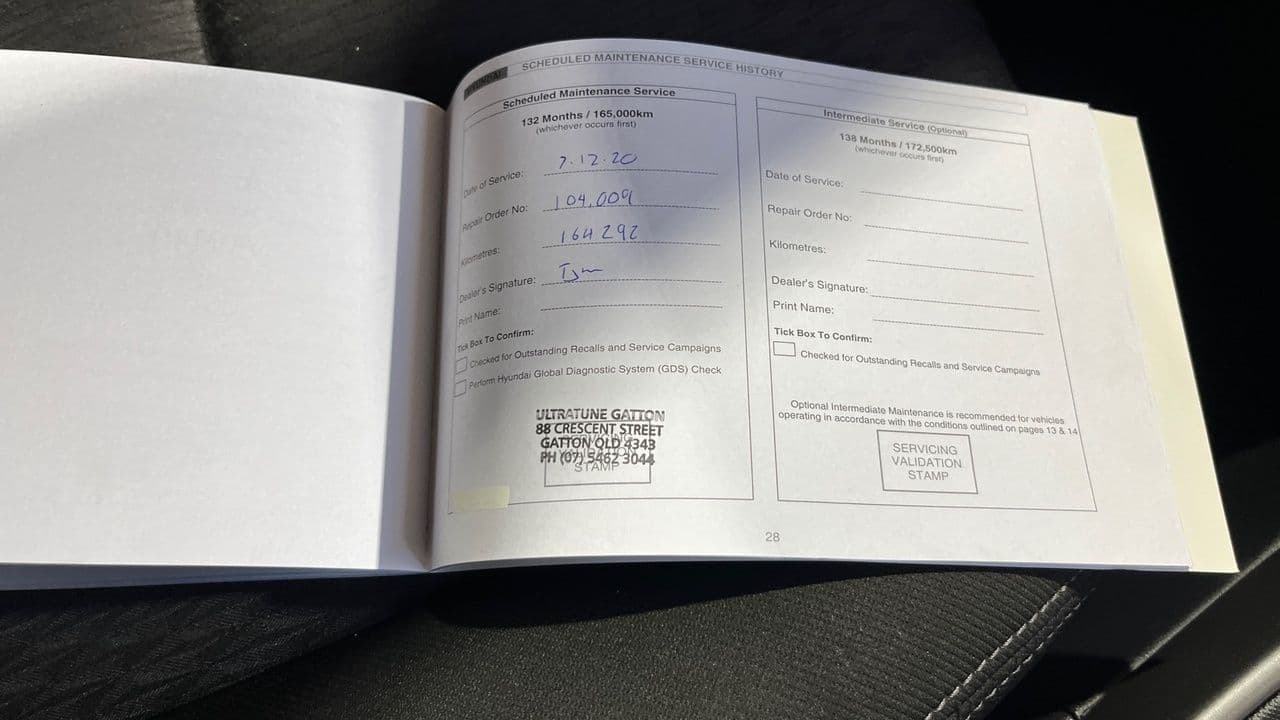 HYUNDAI SCHEDULED MAINTENANCE SERVICE HISTORY
Scheduled Maintenance Service
132 Months / 165,000km
(whichever occurs first)
Date of Service: 7.12.20
Repair Order No: 104,009
Kilometres: 164292
Dealer's Signature:
Print Name:
Tick Box To Confirm:
Checked for Outstanding Recalls and Service Campaigns
Perform Hyundai Global Diagnostic System (GDS) Check
ULTRATUNE GATTON
88 CRESCENT STREET
GATTON QLD 4343
PH (07) 5462 3044
STAMP
Intermediate Service (Optional)
138 Months / 172,500km
(whichever occurs first)
Date of Service:
Repair Order No:
Kilometres:
Dealer's Signature:
Print Name:
Tick Box To Confirm:
Checked for Outstanding Recalls and Service Campaigns
Optional Intermediate Maintenance is recommended for vehicles
operating in accordance with the conditions outlined on pages 13 & 14
SERVICING
VALIDATION
STAMP
28